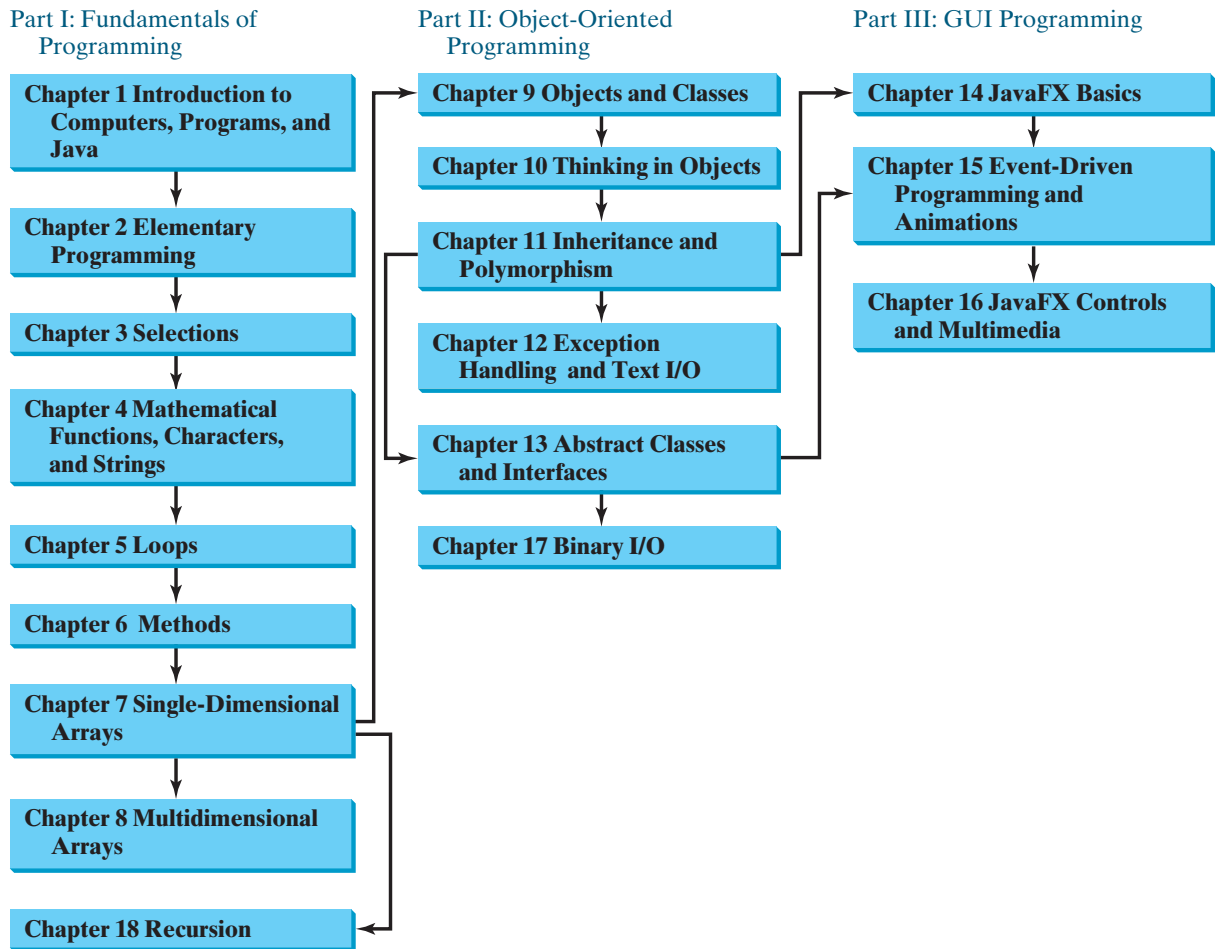 Part I: Fundamentals of
Programming
Chapter 1 Introduction to
Computers, Programs, and
Java
Chapter 2 Elementary
Programming
Chapter 3 Selections
Chapter 4 Mathematical
Functions, Characters,
and Strings
Chapter 5 Loops
Chapter 6 Methods
Chapter 7 Single-Dimensional
Arrays
Chapter 8 Multidimensional
Arrays
Chapter 18 Recursion
Part II: Object-Oriented
Programming
Chapter 9 Objects and Classes
Chapter 10 Thinking in Objects
Chapter 11 Inheritance and
Polymorphism
Chapter 12 Exception
Handling and Text I/O
Chapter 13 Abstract Classes
and Interfaces
Chapter 17 Binary I/O
Part III: GUI Programming
Chapter 14 JavaFX Basics
Chapter 15 Event-Driven
Programming and
Animations
Chapter 16 JavaFX Controls
and Multimedia